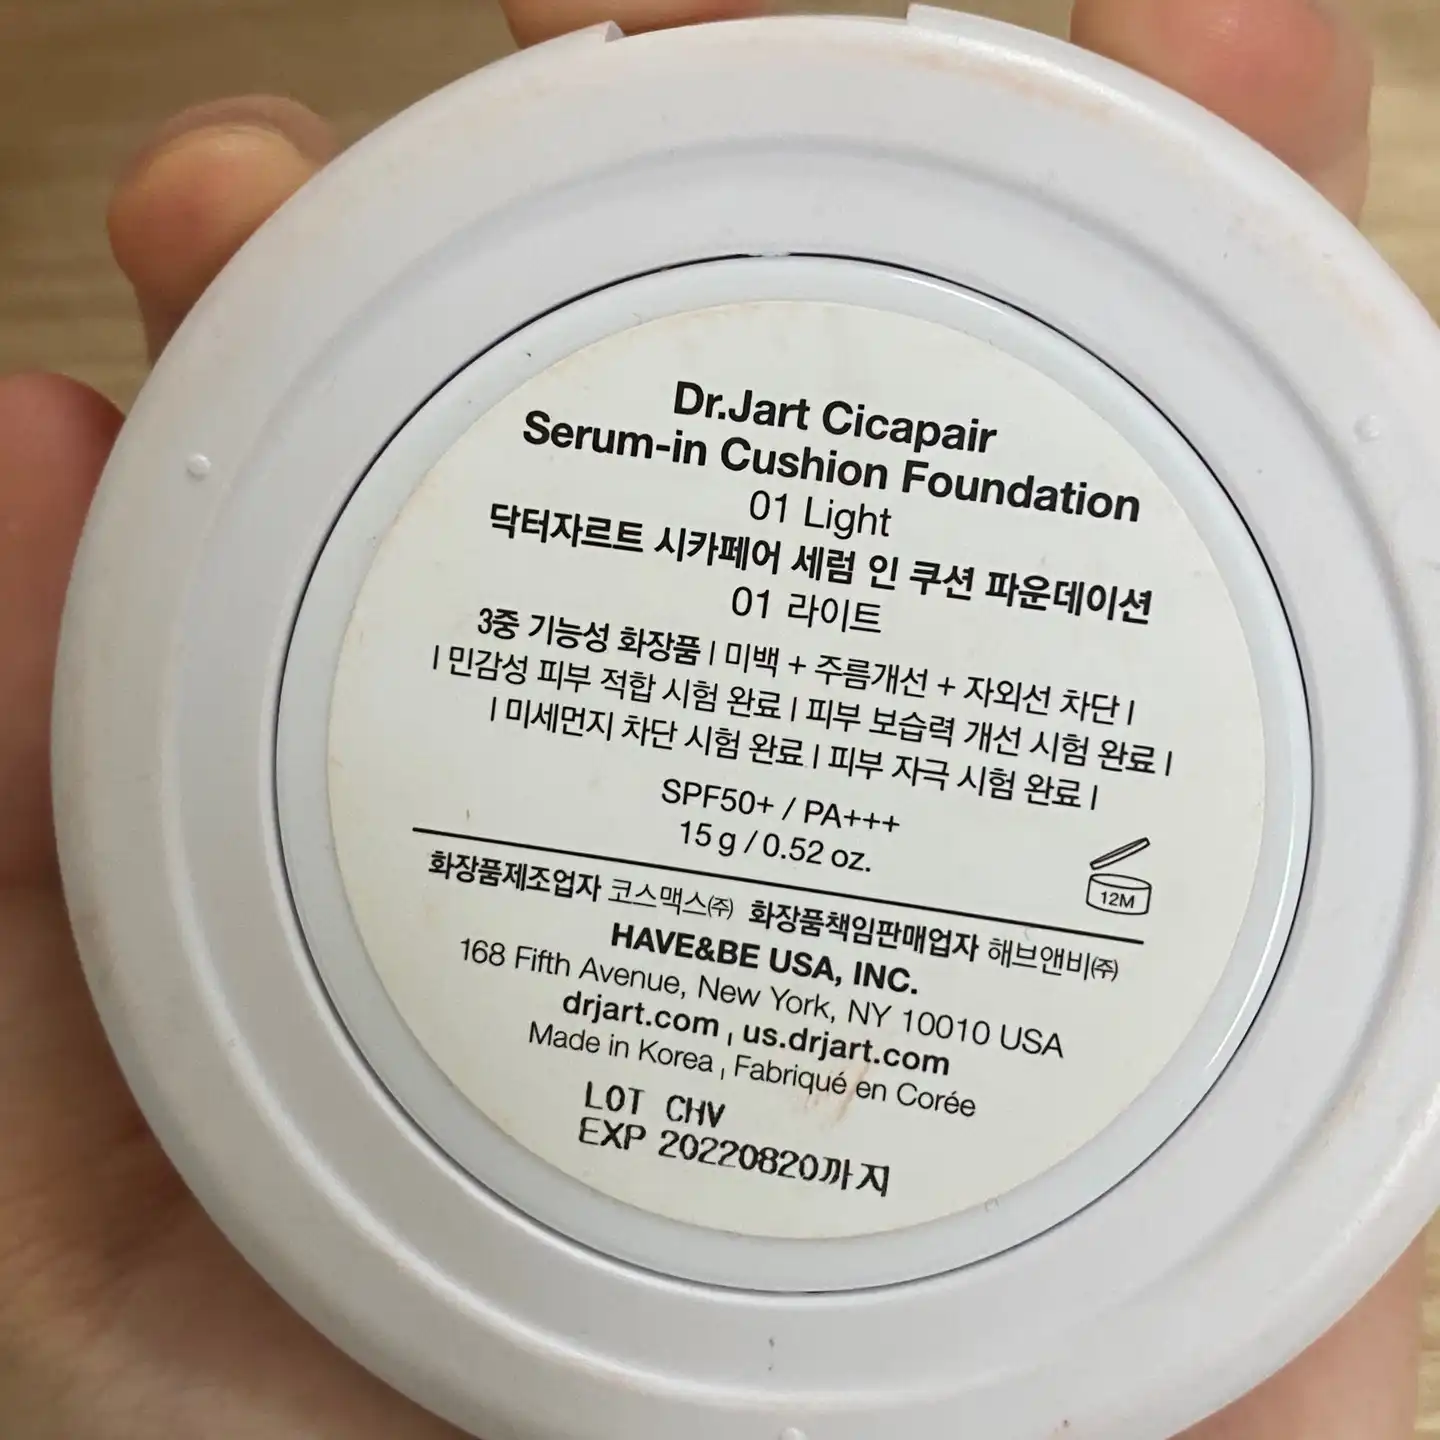 Dr.Jart Cicapair
Serum-in Cushion Foundation
01 Light
닥터자르트 시카페어 세럼 인 쿠션 파운데이션
01 라이트
3중 기능성 화장품 | 미백 + 주름개선 + 자외선 차단 |
| 민감성 피부 적합 시험 완료 | 피부 보습력 개선 시험 완료 |
| 미세먼지 차단 시험 완료 | 피부 자극 시험 완료 |
SPF50+ / PA+++
15 g / 0.52 oz.
12M
화장품제조업자 코스맥스㈜ 화장품책임판매업자 해브앤비㈜
HAVE&BE USA, INC.
168 Fifth Avenue, New York, NY 10010 USA
drjart.com | us.drjart.com
Made in Korea | Fabriqué en Corée
LOT CHV
EXP 20220820까지